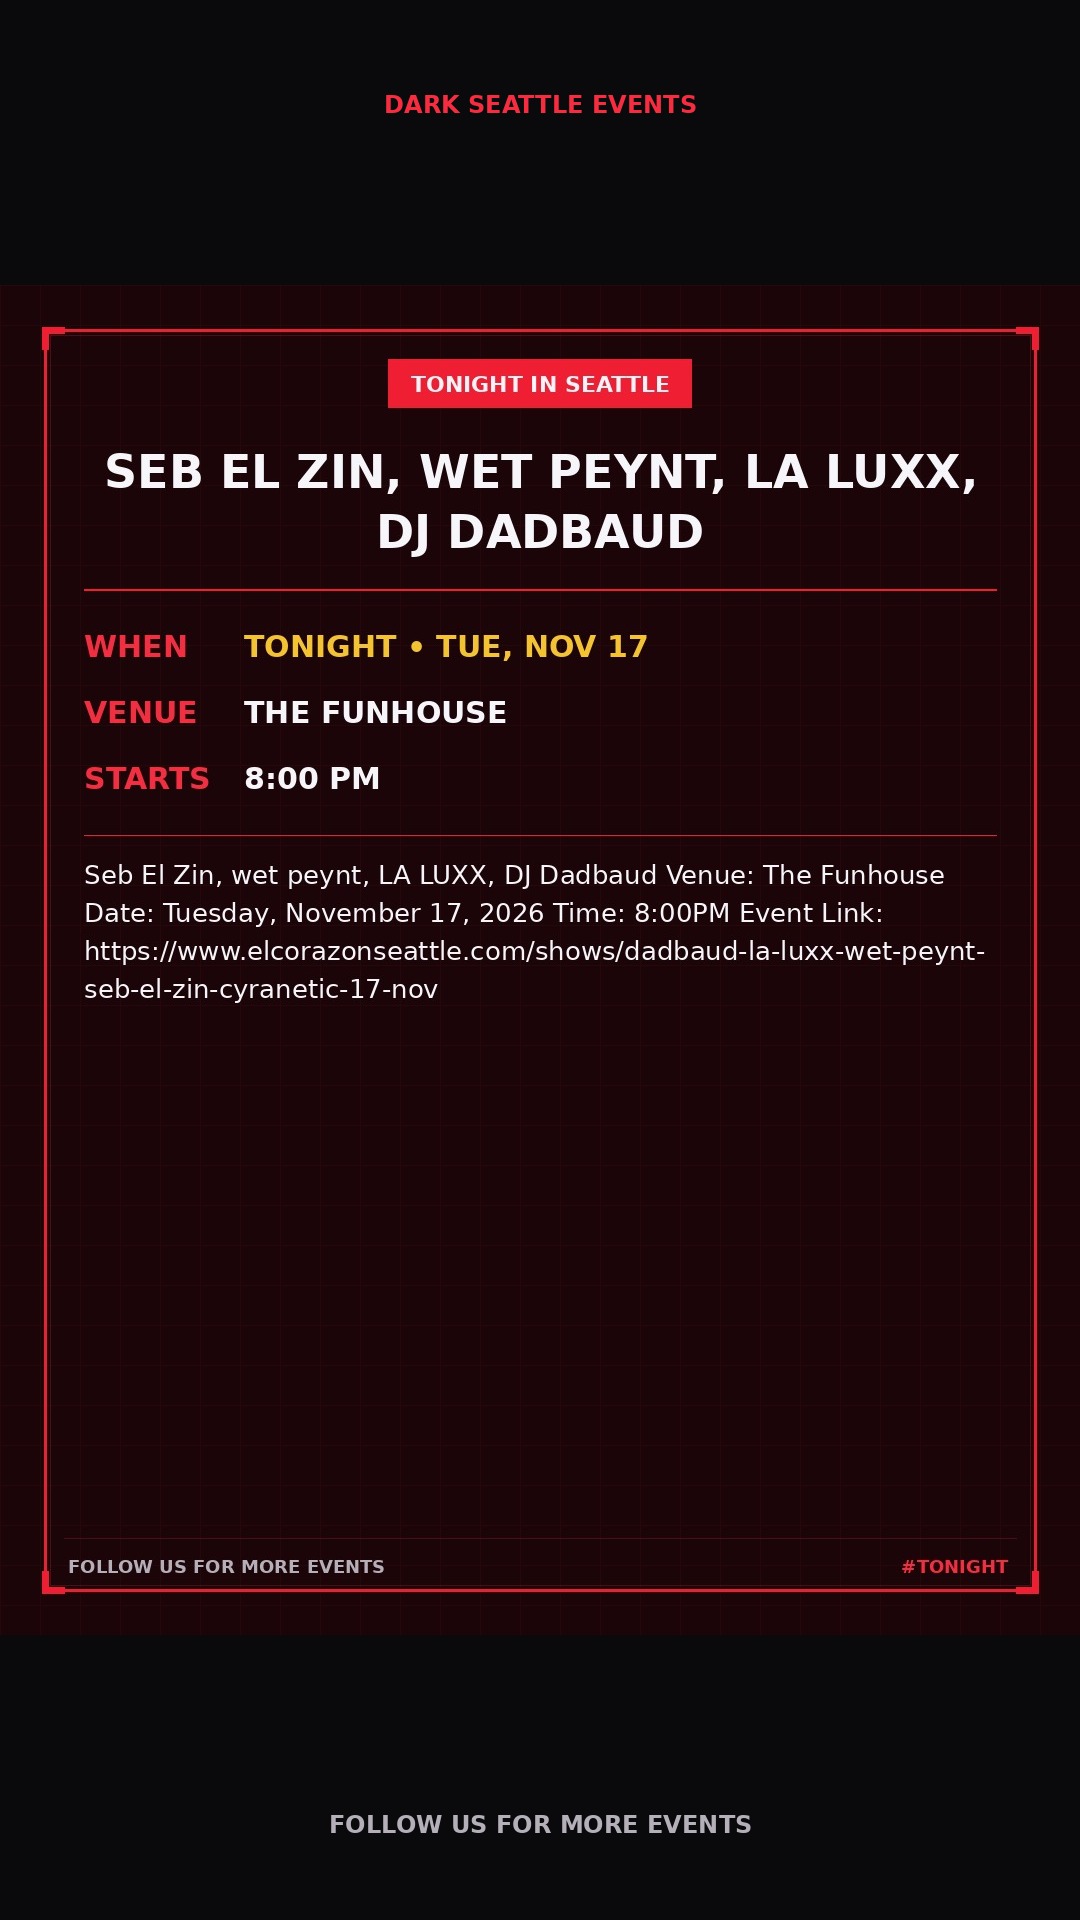 DARK SEATTLE EVENTS
TONIGHT IN SEATTLE
SEB EL ZIN, WET PEYNT, LA LUXX,
DJ DADBAUD
WHEN TONIGHT • TUE, NOV 17
VENUE THE FUNHOUSE
STARTS 8:00 PM
Seb El Zin, wet peynt, LA LUXX, DJ Dadbaud Venue: The Funhouse
Date: Tuesday, November 17, 2026 Time: 8:00PM Event Link:
https://www.elcorazonseattle.com/shows/dadbaud-la-luxx-wet-peynt-
seb-el-zin-cyranetic-17-nov
FOLLOW US FOR MORE EVENTS #TONIGHT
FOLLOW US FOR MORE EVENTS